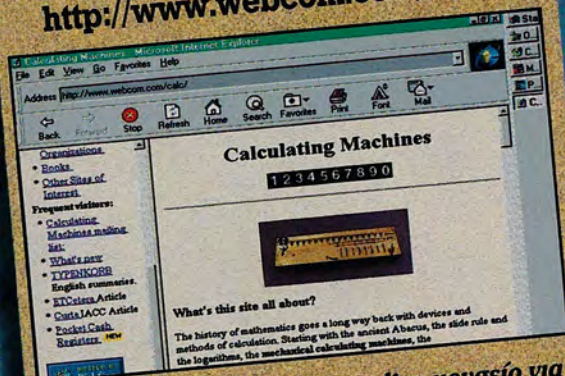 http://www.webcom.co
Calculating Machines - Microsoft Internet Explorer
File Edit View Go Favorites Help
Address http://www.webcom.com/calc/
Back Forward Stop Refresh Home Search Favorites Print Font Mail
Sta
O...
C...
M...
P...
C...
Organizations
• Books
• Other Sites of
Interest
Frequent visitors:
• Calculating
Machines mailing
list:
• What's new
• TYPENKORB
English summaries.
• ETCetera Article
• Curta JACC Article
• Pocket Cash
Registers NEW
Calculating Machines
1234567890
What's this site all about?
The history of mathematics goes a long way back with devices and
methods of calculation. Starting with the ancient Abacus, the slide rule and
the logarithms, the mechanical calculating machines, the
για